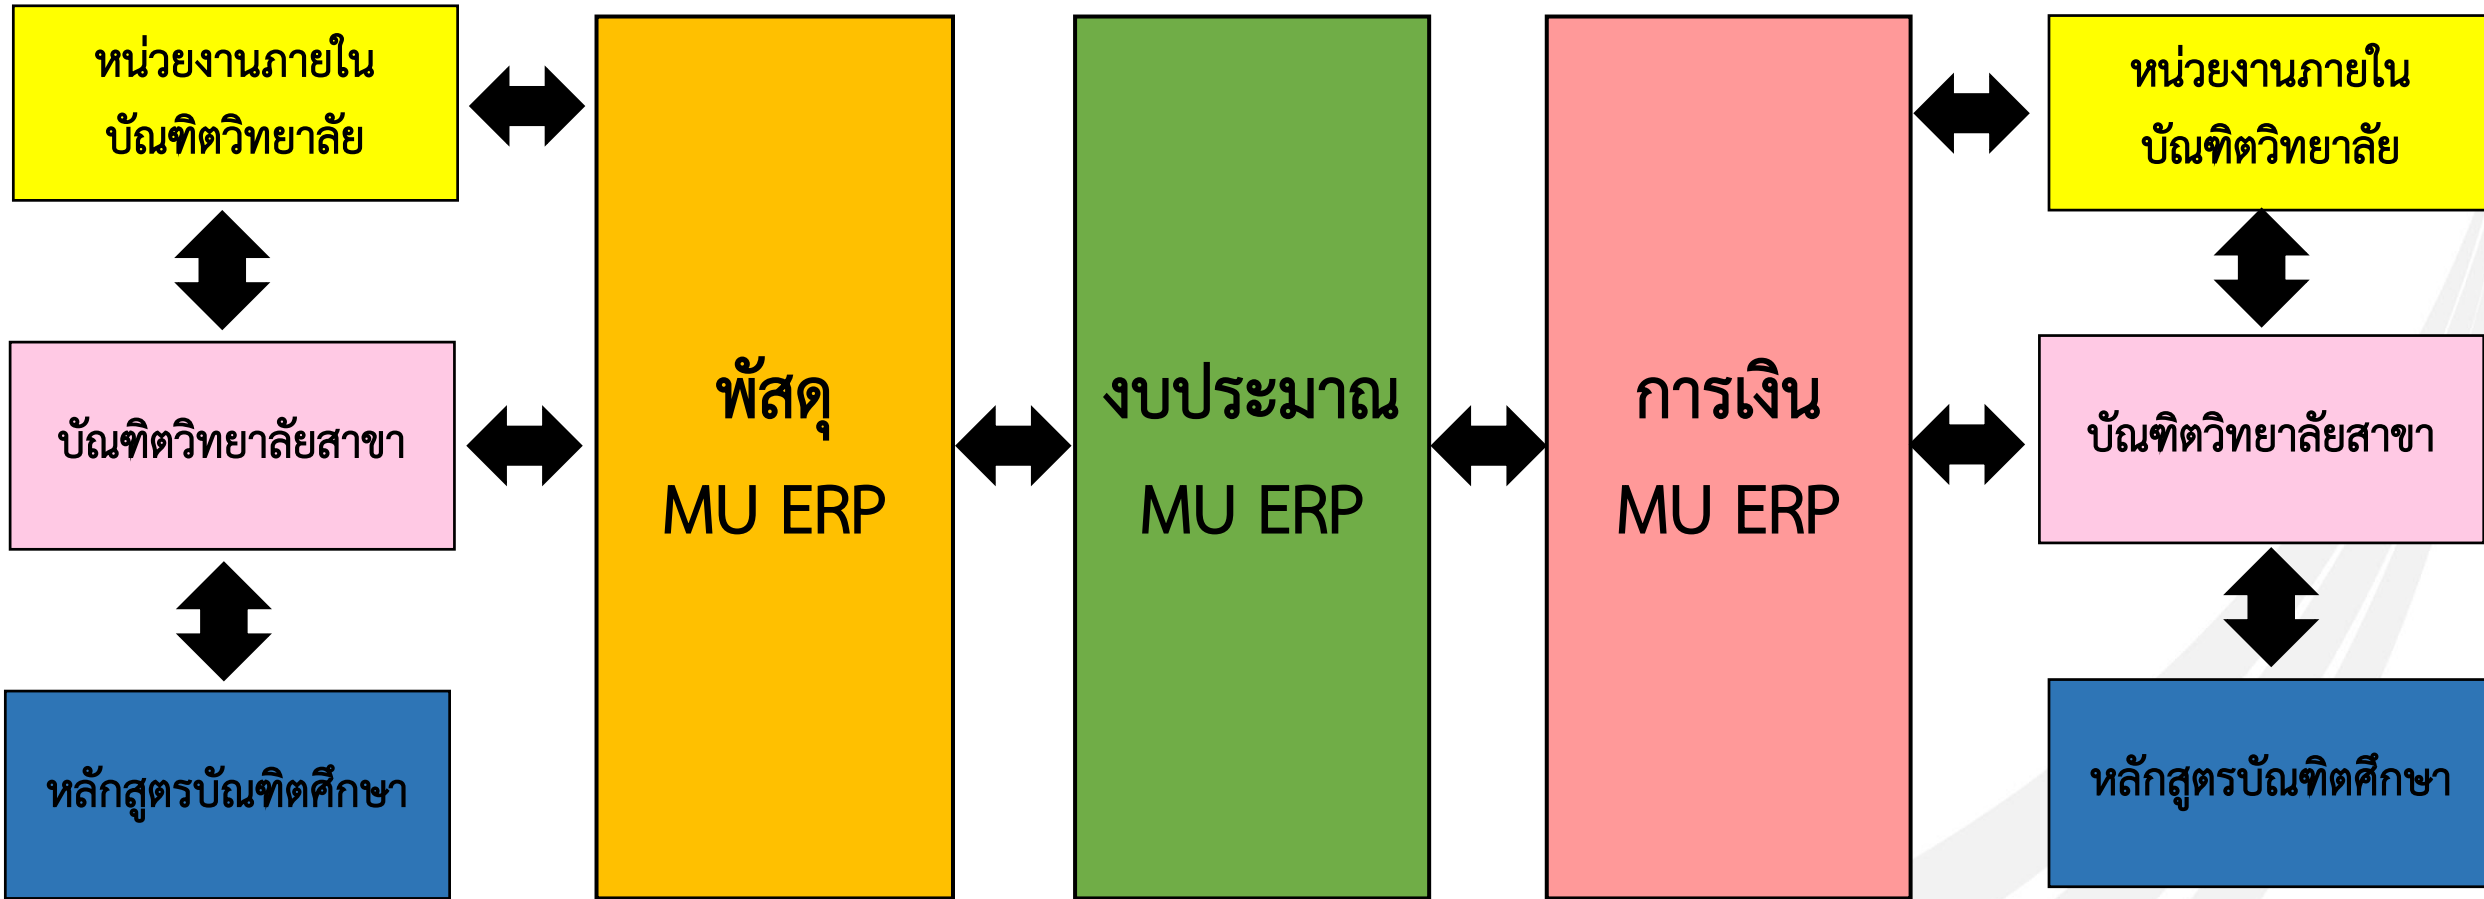 หน่วยงานภายใน
บัณฑิตวิทยาลัย
บัณฑิตวิทยาลัยสาขา
หลักสูตรบัณฑิตศึกษา
พัสดุ
MU ERP
งบประมาณ
MU ERP
การเงิน
MU ERP
หน่วยงานภายใน
บัณฑิตวิทยาลัย
บัณฑิตวิทยาลัยสาขา
หลักสูตรบัณฑิตศึกษา